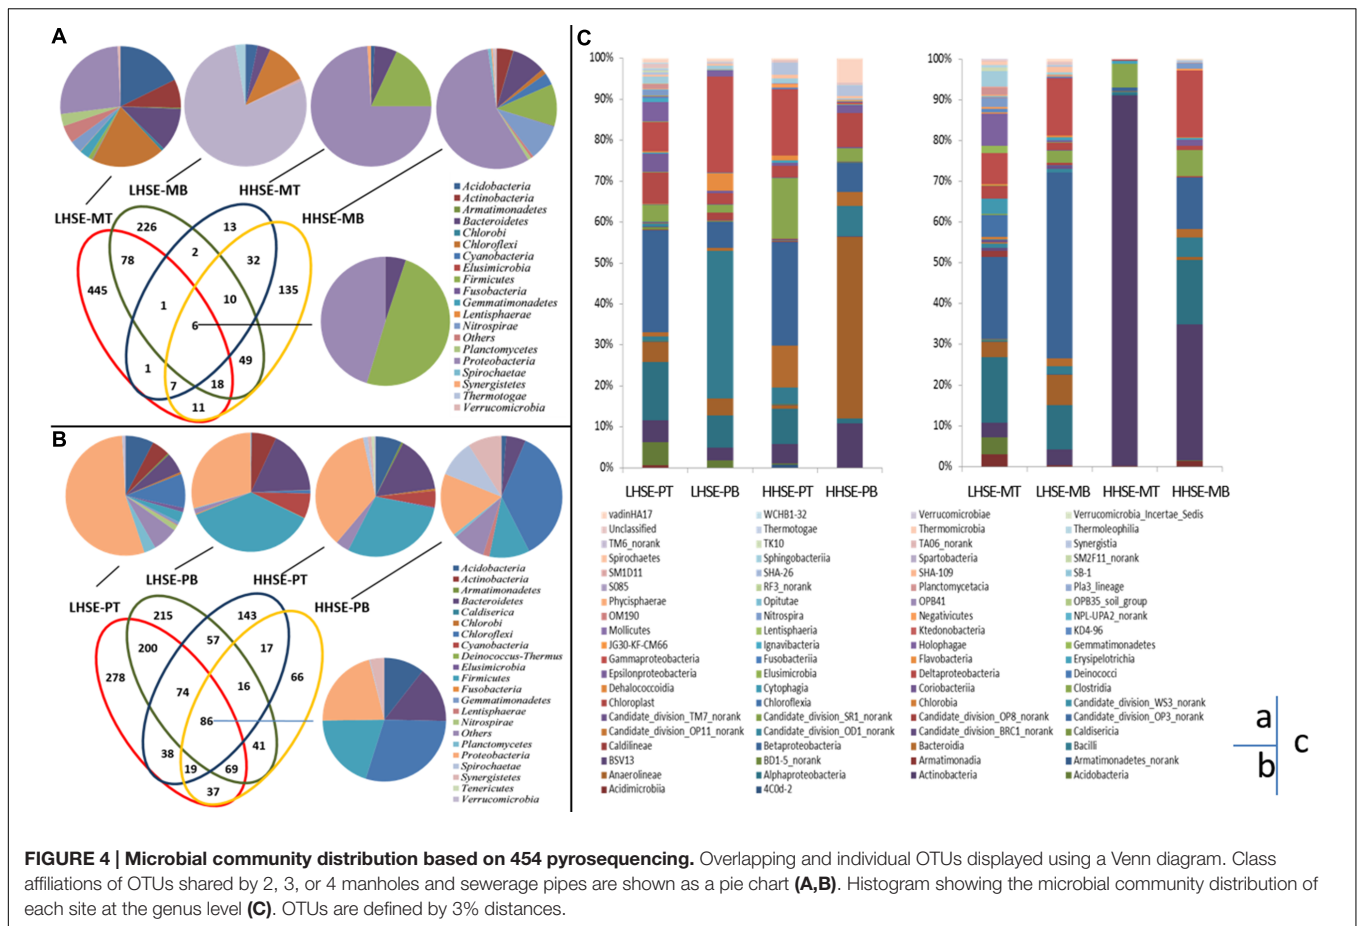 A
LHSE-MB
HHSE-MT
LHSE-MT
HHSE-MB
226
13
2
78
32
445
135
1
10
6
49
1
7
18
11
Acidobacteria
Actinobacteria
Armatimonadetes
Bacteroidetes
Chlorobi
Chloroflexi
Cyanobacteria
Elusimicrobia
Firmicutes
Fusobacteria
Gemmatimonadetes
Lentisphaerae
Nitrospirae
Others
Planctomycetes
Proteobacteria
Spirochaetae
Synergistetes
Thermotogae
Verrucomicrobia
B
LHSE-PB
HHSE-PT
LHSE-PT
HHSE-PB
215
143
57
200
17
278
66
74
16
86
38
41
19
69
37
Acidobacteria
Actinobacteria
Armatimonadetes
Bacteroidetes
Caldiserica
Chlorobi
Chloroflexi
Cyanobacteria
Deinococcus-Thermus
Elusimicrobia
Firmicutes
Fusobacteria
Gemmatimonadetes
Lentisphaerae
Nitrospirae
Others
Planctomycetes
Proteobacteria
Spirochaetae
Synergistetes
Tenericutes
Verrucomicrobia
C
100%
90%
80%
70%
60%
50%
40%
30%
20%
10%
0%
LHSE-PT LHSE-PB HHSE-PT HHSE-PB
100%
90%
80%
70%
60%
50%
40%
30%
20%
10%
0%
LHSE-MT LHSE-MB HHSE-MT HHSE-MB
vadinHA17 WCHB1-32 Verrucomicrobiae Verrucomicrobia_Incertae_Sedis
Unclassified Thermotogae Thermomicrobia Thermoleophilia
TM6_norank TK10 TA06_norank Synergistia
Spirochaetes Sphingobacteriia Spartobacteria SM2F11_norank
SM1D11 SHA-26 SHA-109 SB-1
S085 RF3_norank Planctomycetacia Pla3_lineage
Phycisphaerae Opitutae OPB41 OPB35_soil_group
OM190 Nitrospira Negativicutes NPL-UPA2_norank
Mollicutes Lentisphaeria Ktedonobacteria KD4-96
JG30-KF-CM66 Ignavibacteria Holophagae Gemmatimonadetes
Gammaproteobacteria Fusobacteriia Flavobacteria Erysipelotrichia
Epsilonproteobacteria Elusimicrobia Deltaproteobacteria Deinococci
Dehalococcoidia Cytophagia Coriobacteriia Clostridia
Chloroplast Chloroflexia Chlorobia Candidate_division_WS3_norank
Candidate_division_TM7_norank Candidate_division_SR1_norank Candidate_division_OP8_norank Candidate_division_OP3_norank
Candidate_division_OP11_norank Candidate_division_OD1_norank Candidate_division_BRC1_norank Caldisericia
Caldilineae Betaproteobacteria Bacteroidia Bacilli
BSV13 BD1-5_norank Armatimonadia Armatimonadetes_norank
Anaerolineae Alphaproteobacteria Actinobacteria Acidobacteria
Acidimicrobiia 4C0d-2
a
b
c
FIGURE 4 | Microbial community distribution based on 454 pyrosequencing. Overlapping and individual OTUs displayed using a Venn diagram. Class
affiliations of OTUs shared by 2, 3, or 4 manholes and sewerage pipes are shown as a pie chart (A,B). Histogram showing the microbial community distribution of
each site at the genus level (C). OTUs are defined by 3% distances.